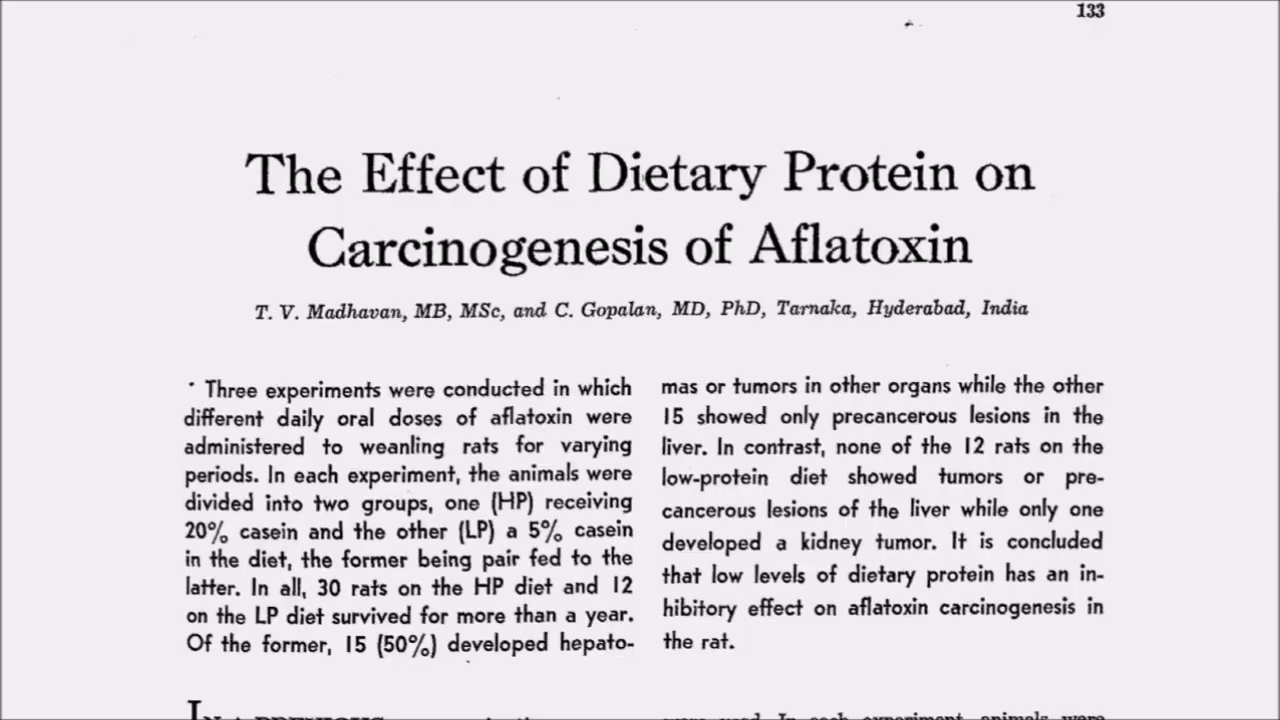 133
The Effect of Dietary Protein on
Carcinogenesis of Aflatoxin
T. V. Madhavan, MB, MSc, and C. Gopalan, MD, PhD, Tarnaka, Hyderabad, India
Three experiments were conducted in which
different daily oral doses of aflatoxin were
administered to weanling rats for varying
periods. In each experiment, the animals were
divided into two groups, one (HP) receiving
20% casein and the other (LP) a 5% casein
in the diet, the former being pair fed to the
latter. In all, 30 rats on the HP diet and 12
on the LP diet survived for more than a year.
Of the former, 15 (50%) developed hepato-
mas or tumors in other organs while the other
15 showed only precancerous lesions in the
liver. In contrast, none of the 12 rats on the
low-protein diet showed tumors or pre-
cancerous lesions of the liver while only one
developed a kidney tumor. It is concluded
that low levels of dietary protein has an in-
hibitory effect on aflatoxin carcinogenesis in
the rat.